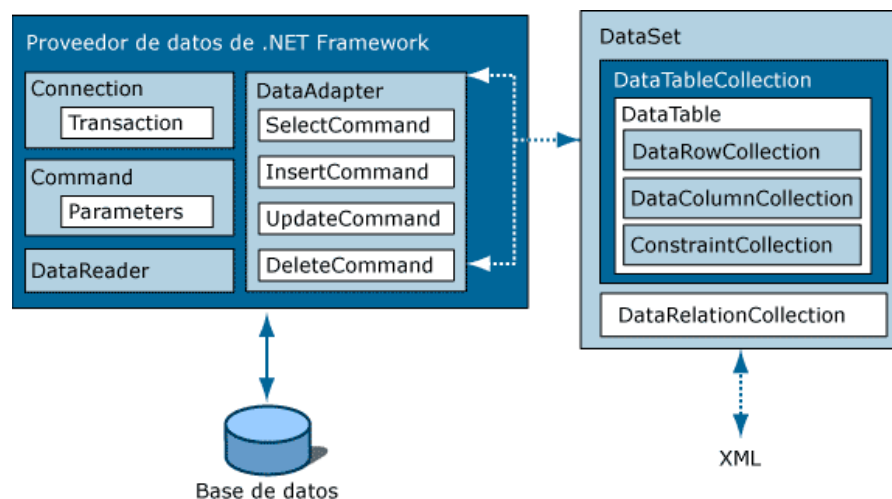 Proveedor de datos de .NET Framework
Connection
Transaction
Command
Parameters
DataReader
DataAdapter
SelectCommand
InsertCommand
UpdateCommand
DeleteCommand
Base de datos
DataSet
DataTableCollection
DataTable
DataRowCollection
DataColumnCollection
ConstraintCollection
DataRelationCollection
XML